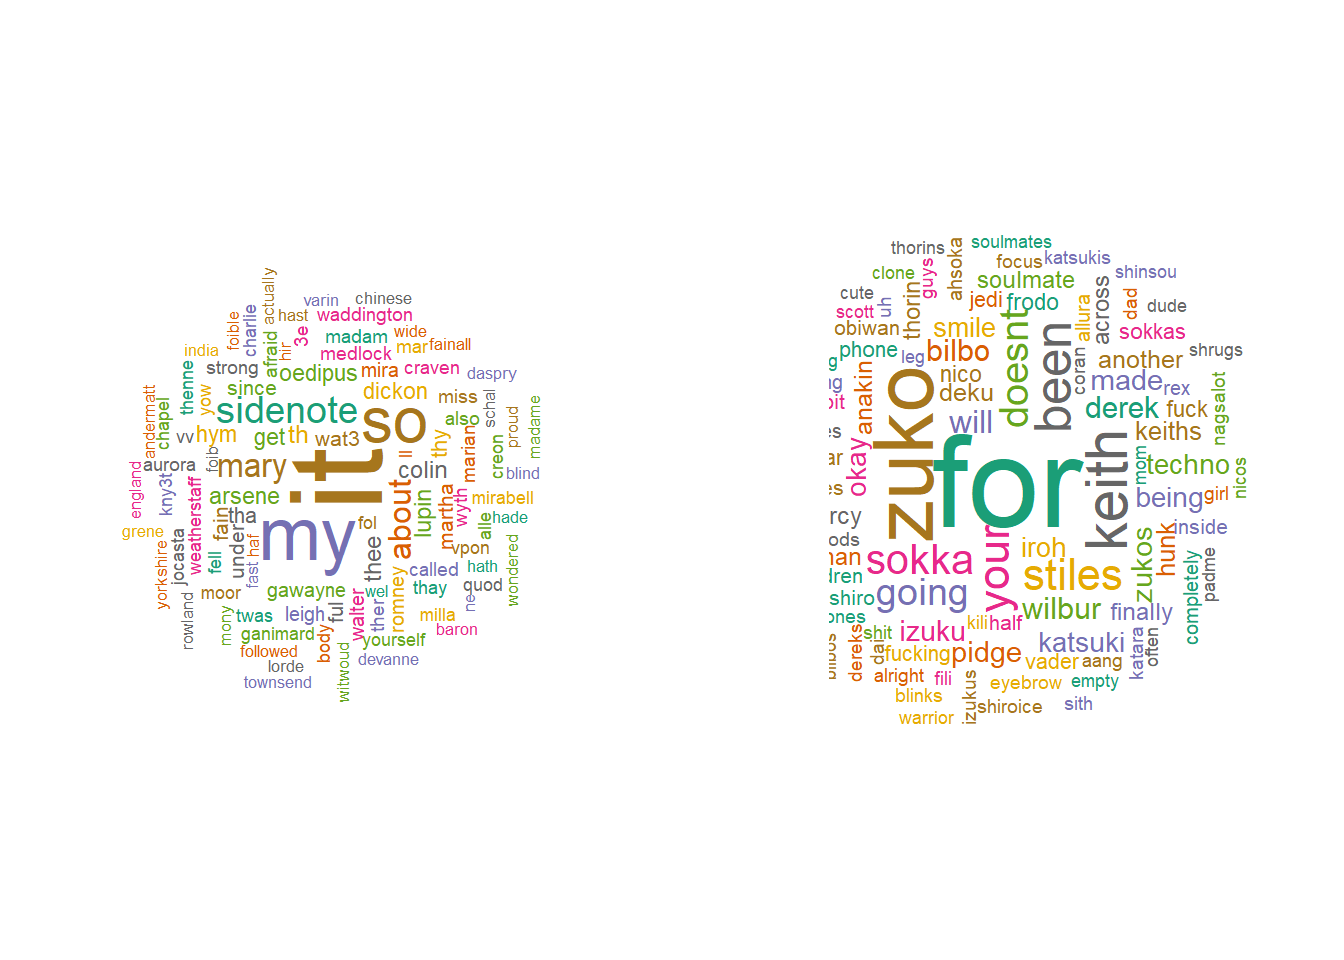 actually
varin
chinese
hast
waddington
foible
charlie
3e
madam
wide
afraid
hir
medlock
mar
fainall
india
strong
oedipus
mira
craven
daspry
thenne
yow
since
dickon
miss
schal
andermatt
chapel
sidenote
so
also
proud
madame
vv
hym
get
th
wat3
thy
ll
marian
creon
aurora
foib
mary
it
colin
blind
england
kny3t
arsene
about
lupin
martha
wyth
mirabell
weatherstaff
fain
tha
my
fol
alle
hade
grene
under
thee
vpon
wondered
jocasta
fell
fast
haf
called
hath
yorkshire
moor
gawayne
wel
thay
quod
rowland
mony
twas
leigh
ful
walter
ther
romney
milla
ne
ganimard
body
yourself
baron
followed
lorde
devanne
witwoud
townsend
thorins
soulmates
clone
guys
ahsoka
focus
katsukis
shinsou
cute
uh
thorin
soulmate
jedi
frodo
allura
across
dad
dude
scott
obiwan
smile
sokkas
phone
leg
bilbo
doesnt
been
coran
another
shrugs
g
anakin
nico
deku
made
rex
nagsalot
ng
oit
zuko
will
derek
fuck
es
okay
for
keith
keiths
ar
mom
techno
nicos
es
being
girl
rcy
your
inside
ods
nan
sokka
iroh
hunk
padme
dren
going
stiles
zukos
completely
shiro
ones
kili
wilbur
finally
shit
izuku
half
katsuki
katara
often
bilbos
dereks
dai
fucking
pidge
vader
aang
alright
fili
eyebrow
empty
blinks
izukus
shiroice
sith
warrior